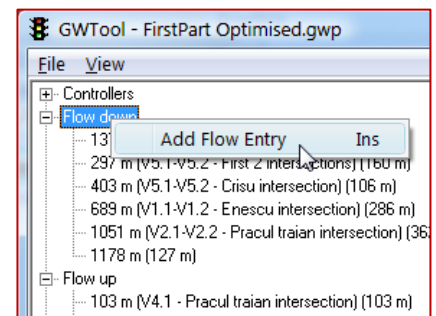 GWTool - FirstPart Optimised.gwp
File View
Controllers
Flow down
Add Flow Entry Ins
297 m (V5.1-V5.2 - First 2 intersections) (160 m)
403 m (V5.1-V5.2 - Crisu intersection) (106 m)
689 m (V1.1-V1.2 - Enescu intersection) (286 m)
1051 m (V2.1-V2.2 - Pracul traian intersection) (36
1178 m (127 m)
Flow up
103 m (V4.1 - Pracul traian intersection) (103 m)